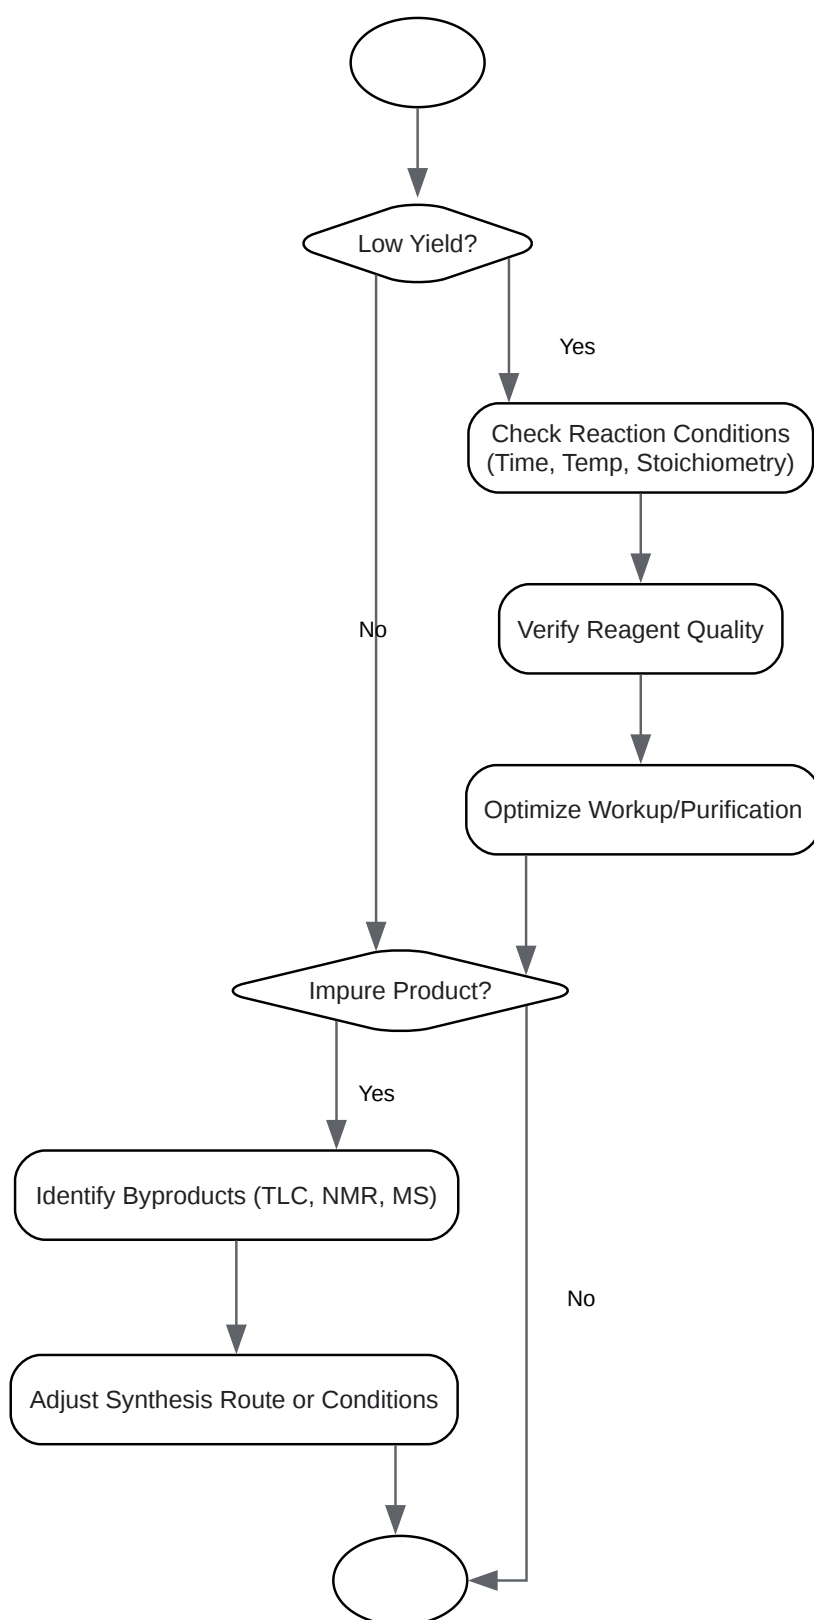 Low Yield?
Yes
Check Reaction Conditions
(Time, Temp, Stoichiometry)
No
Verify Reagent Quality
Optimize Workup/Purification
Impure Product?
Yes
Identify Byproducts (TLC, NMR, MS)
No
Adjust Synthesis Route or Conditions